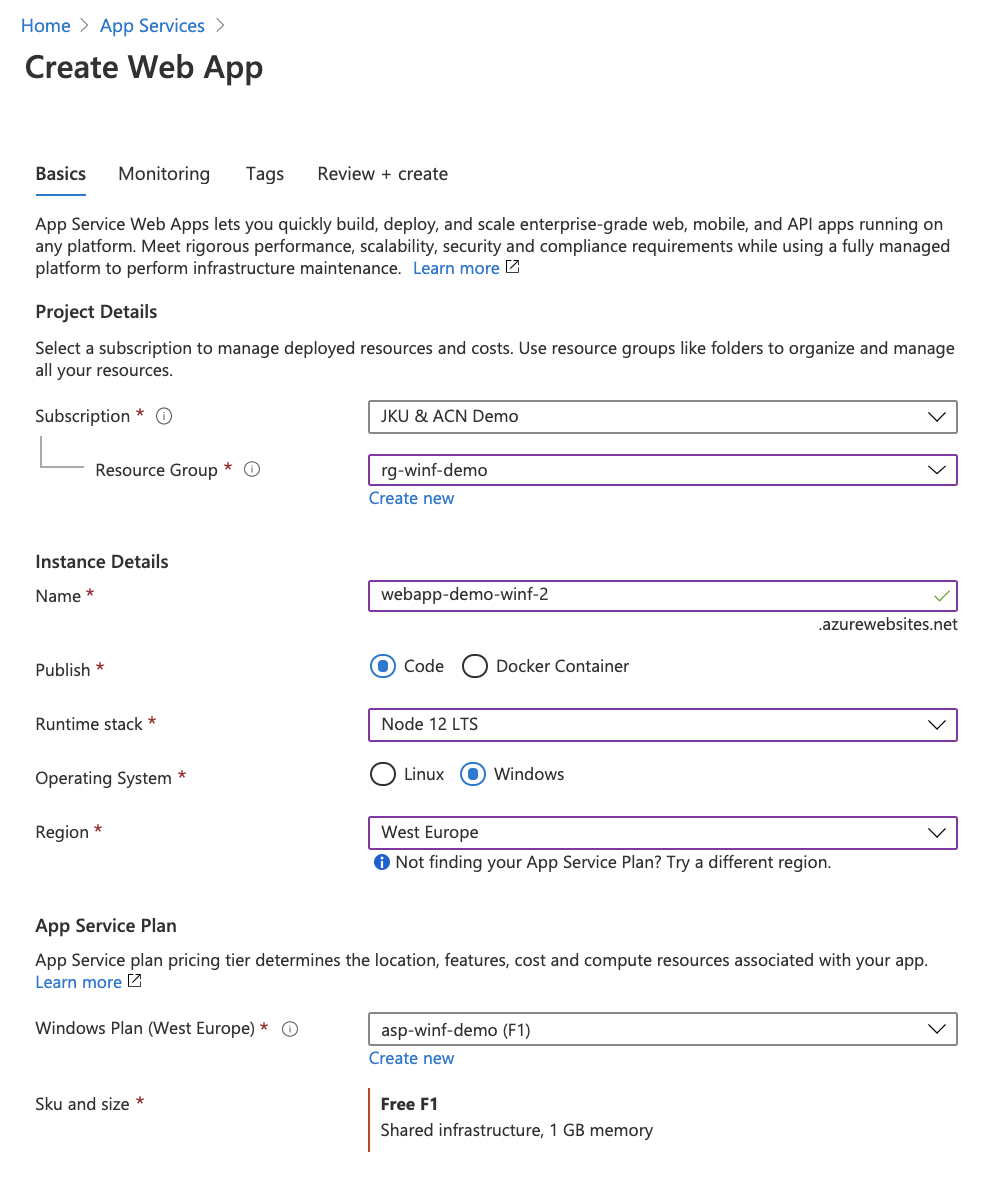 Home > App Services >
Create Web App
Basics Monitoring Tags Review + create
App Service Web Apps lets you quickly build, deploy, and scale enterprise-grade web, mobile, and API apps running on
any platform. Meet rigorous performance, scalability, security and compliance requirements while using a fully managed
platform to perform infrastructure maintenance. Learn more
Project Details
Select a subscription to manage deployed resources and costs. Use resource groups like folders to organize and manage
all your resources.
Subscription * JKU & ACN Demo
Resource Group * rg-winf-demo
Create new
Instance Details
Name * webapp-demo-winf-2
.azurewebsites.net
Publish * Code Docker Container
Runtime stack * Node 12 LTS
Operating System * Linux Windows
Region * West Europe
Not finding your App Service Plan? Try a different region.
App Service Plan
App Service plan pricing tier determines the location, features, cost and compute resources associated with your app.
Learn more
Windows Plan (West Europe) * asp-winf-demo (F1)
Create new
Sku and size * Free F1
Shared infrastructure, 1 GB memory